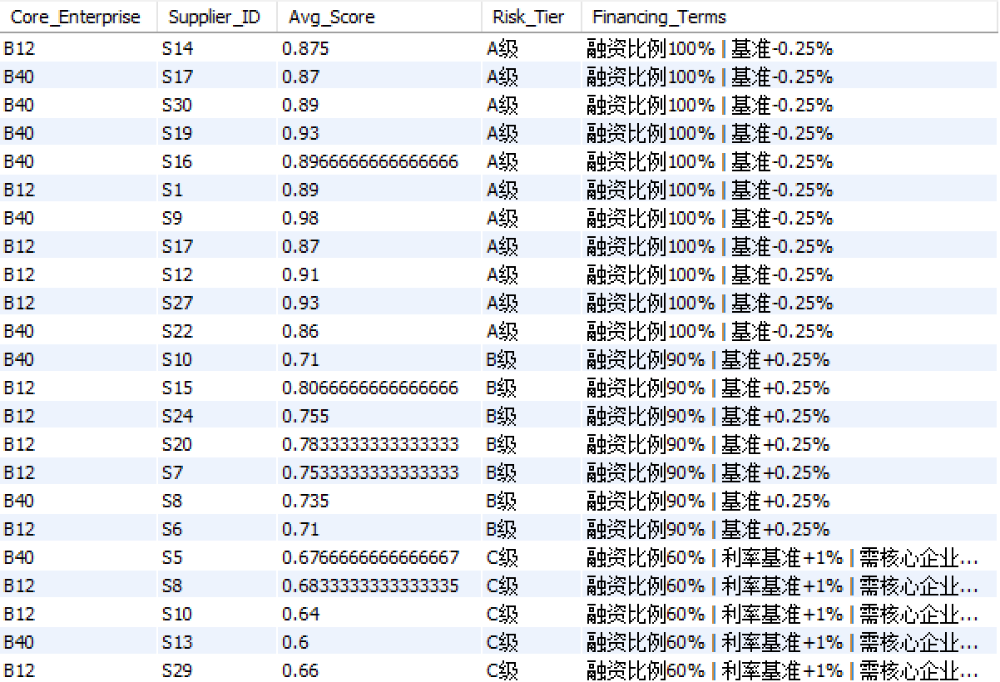 Core_Enterprise Supplier_ID Avg_Score Risk_Tier Financing_Terms
B12 S14 0.875 A级 融资比例100% | 基准-0.25%
B40 S17 0.87 A级 融资比例100% | 基准-0.25%
B40 S30 0.89 A级 融资比例100% | 基准-0.25%
B40 S19 0.93 A级 融资比例100% | 基准-0.25%
B40 S16 0.8966666666666666 A级 融资比例100% | 基准-0.25%
B12 S1 0.89 A级 融资比例100% | 基准-0.25%
B40 S9 0.98 A级 融资比例100% | 基准-0.25%
B12 S17 0.87 A级 融资比例100% | 基准-0.25%
B12 S12 0.91 A级 融资比例100% | 基准-0.25%
B12 S27 0.93 A级 融资比例100% | 基准-0.25%
B40 S22 0.86 A级 融资比例100% | 基准-0.25%
B40 S10 0.71 B级 融资比例90% | 基准+0.25%
B12 S15 0.8066666666666666 B级 融资比例90% | 基准+0.25%
B12 S24 0.755 B级 融资比例90% | 基准+0.25%
B12 S20 0.7833333333333333 B级 融资比例90% | 基准+0.25%
B12 S7 0.7533333333333333 B级 融资比例90% | 基准+0.25%
B40 S8 0.735 B级 融资比例90% | 基准+0.25%
B12 S6 0.71 B级 融资比例90% | 基准+0.25%
B40 S5 0.6766666666666667 C级 融资比例60% | 利率基准+1% | 需核心企业...
B12 S8 0.6833333333333335 C级 融资比例60% | 利率基准+1% | 需核心企业...
B12 S10 0.64 C级 融资比例60% | 利率基准+1% | 需核心企业...
B40 S13 0.6 C级 融资比例60% | 利率基准+1% | 需核心企业...
B12 S29 0.66 C级 融资比例60% | 利率基准+1% | 需核心企业...